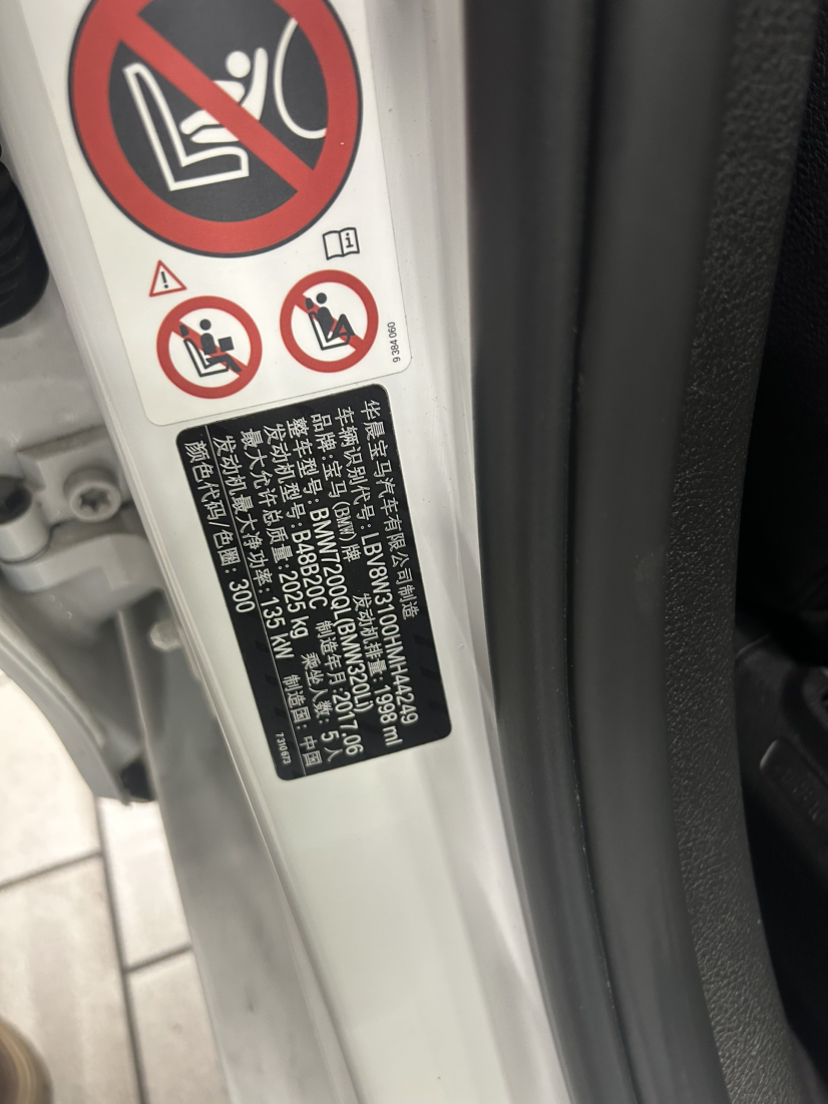 9 384 060
华晨宝马汽车有限公司制造
车辆识别代号：LBV8W3100HMH44249
品牌：宝马(BMW)牌 发动机排量：1998 ml
整车型号：BMW7200QL(BMW320Li)
发动机型号：B48B20C 制造年月：2017.06
最大允许总质量：2025 kg 乘坐人数：5人
发动机最大净功率：135 kW 制造国：中国
颜色代码/色圈：300
7310 673